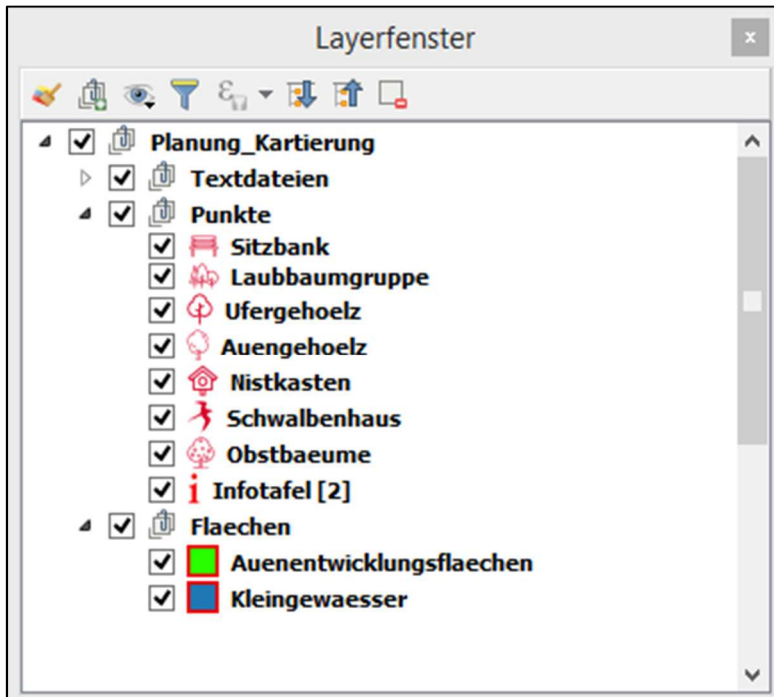 Layerfenster
Planung_Kartierung
Textdateien
Punkte
Sitzbank
Laubbaumgruppe
Ufergehoelz
Auengehoelz
Nistkasten
Schwalbenhaus
Obstbaeume
Infotafel [2]
Flaechen
Auenentwicklungsflaechen
Kleingewaesser